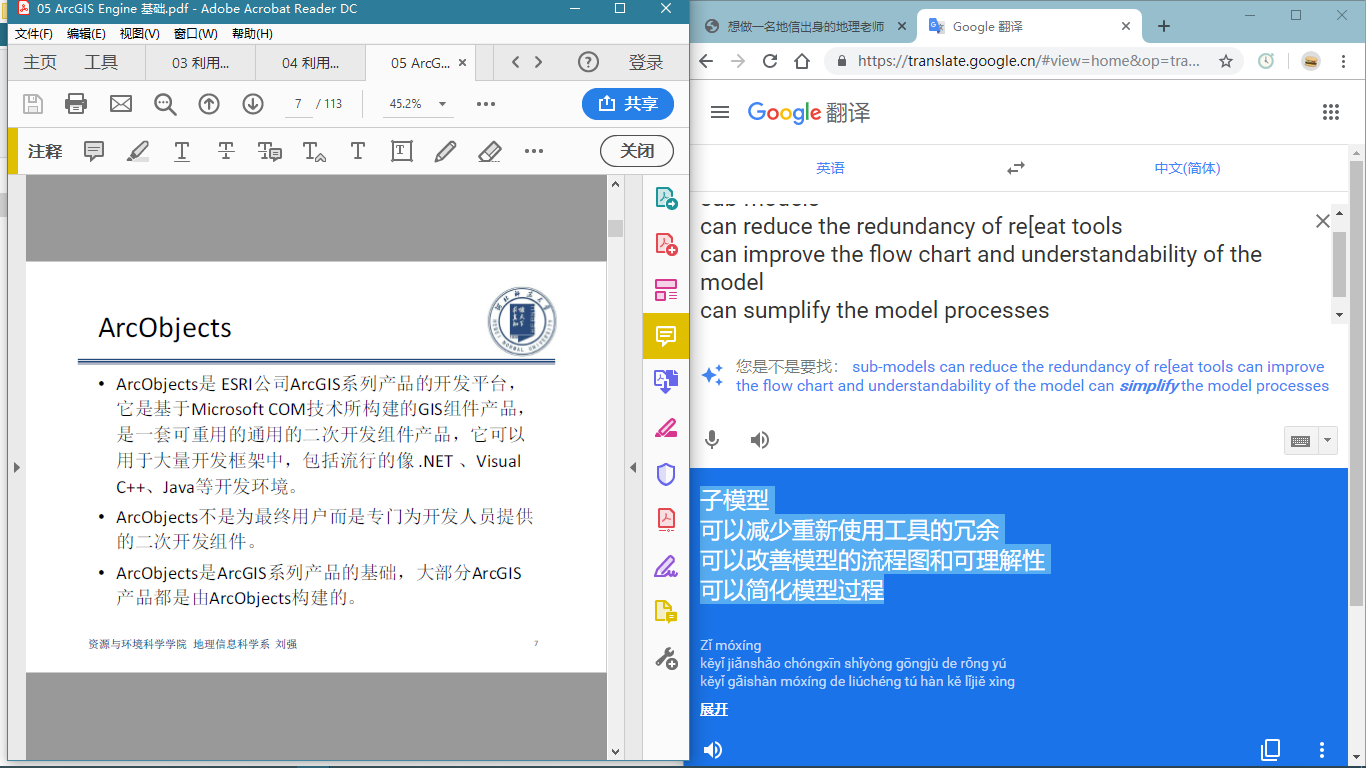 05 ArcGIS Engine 基础.pdf - Adobe Acrobat Reader DC
文件(F) 编辑(E) 视图(V) 窗口(W) 帮助(H)
主页 工具 03 利用... 04 利用... 05 ArcG... 登录
7 / 113 45.2% 共享
注释 关闭
ArcObjects
• ArcObjects是 ESRI公司ArcGIS系列产品的开发平台，
它是基于Microsoft COM技术所构建的GIS组件产品，
是一套可重用的通用的二次开发组件产品，它可以
用于大量开发框架中，包括流行的像 .NET 、Visual
C++、Java等开发环境。
• ArcObjects不是为最终用户而是专门为开发人员提供
的二次开发组件。
• ArcObjects是ArcGIS系列产品的基础，大部分ArcGIS
产品都是由ArcObjects构建的。
资源与环境科学学院 地理信息科学系 刘强 7
想做一名地信出身的地理老师 Google 翻译
https://translate.google.cn/#view=home&op=tra...
Google 翻译
英语 中文(简体)
sub-models
can reduce the redundancy of re[eat tools
can improve the flow chart and understandability of the
model
can sumplify the model processes
您是不是要找： sub-models can reduce the redundancy of re[eat tools can improve
the flow chart and understandability of the model can simplify the model processes
子模型
可以减少重新使用工具的冗余
可以改善模型的流程图和可理解性
可以简化模型过程
Zǐ móxíng
kěyǐ jiǎnshǎo chóngxīn shǐyòng gōngjù de rǒng yú
kěyǐ gǎishàn móxíng de liúchéng tú hàn kě lǐjiě xìng
展开